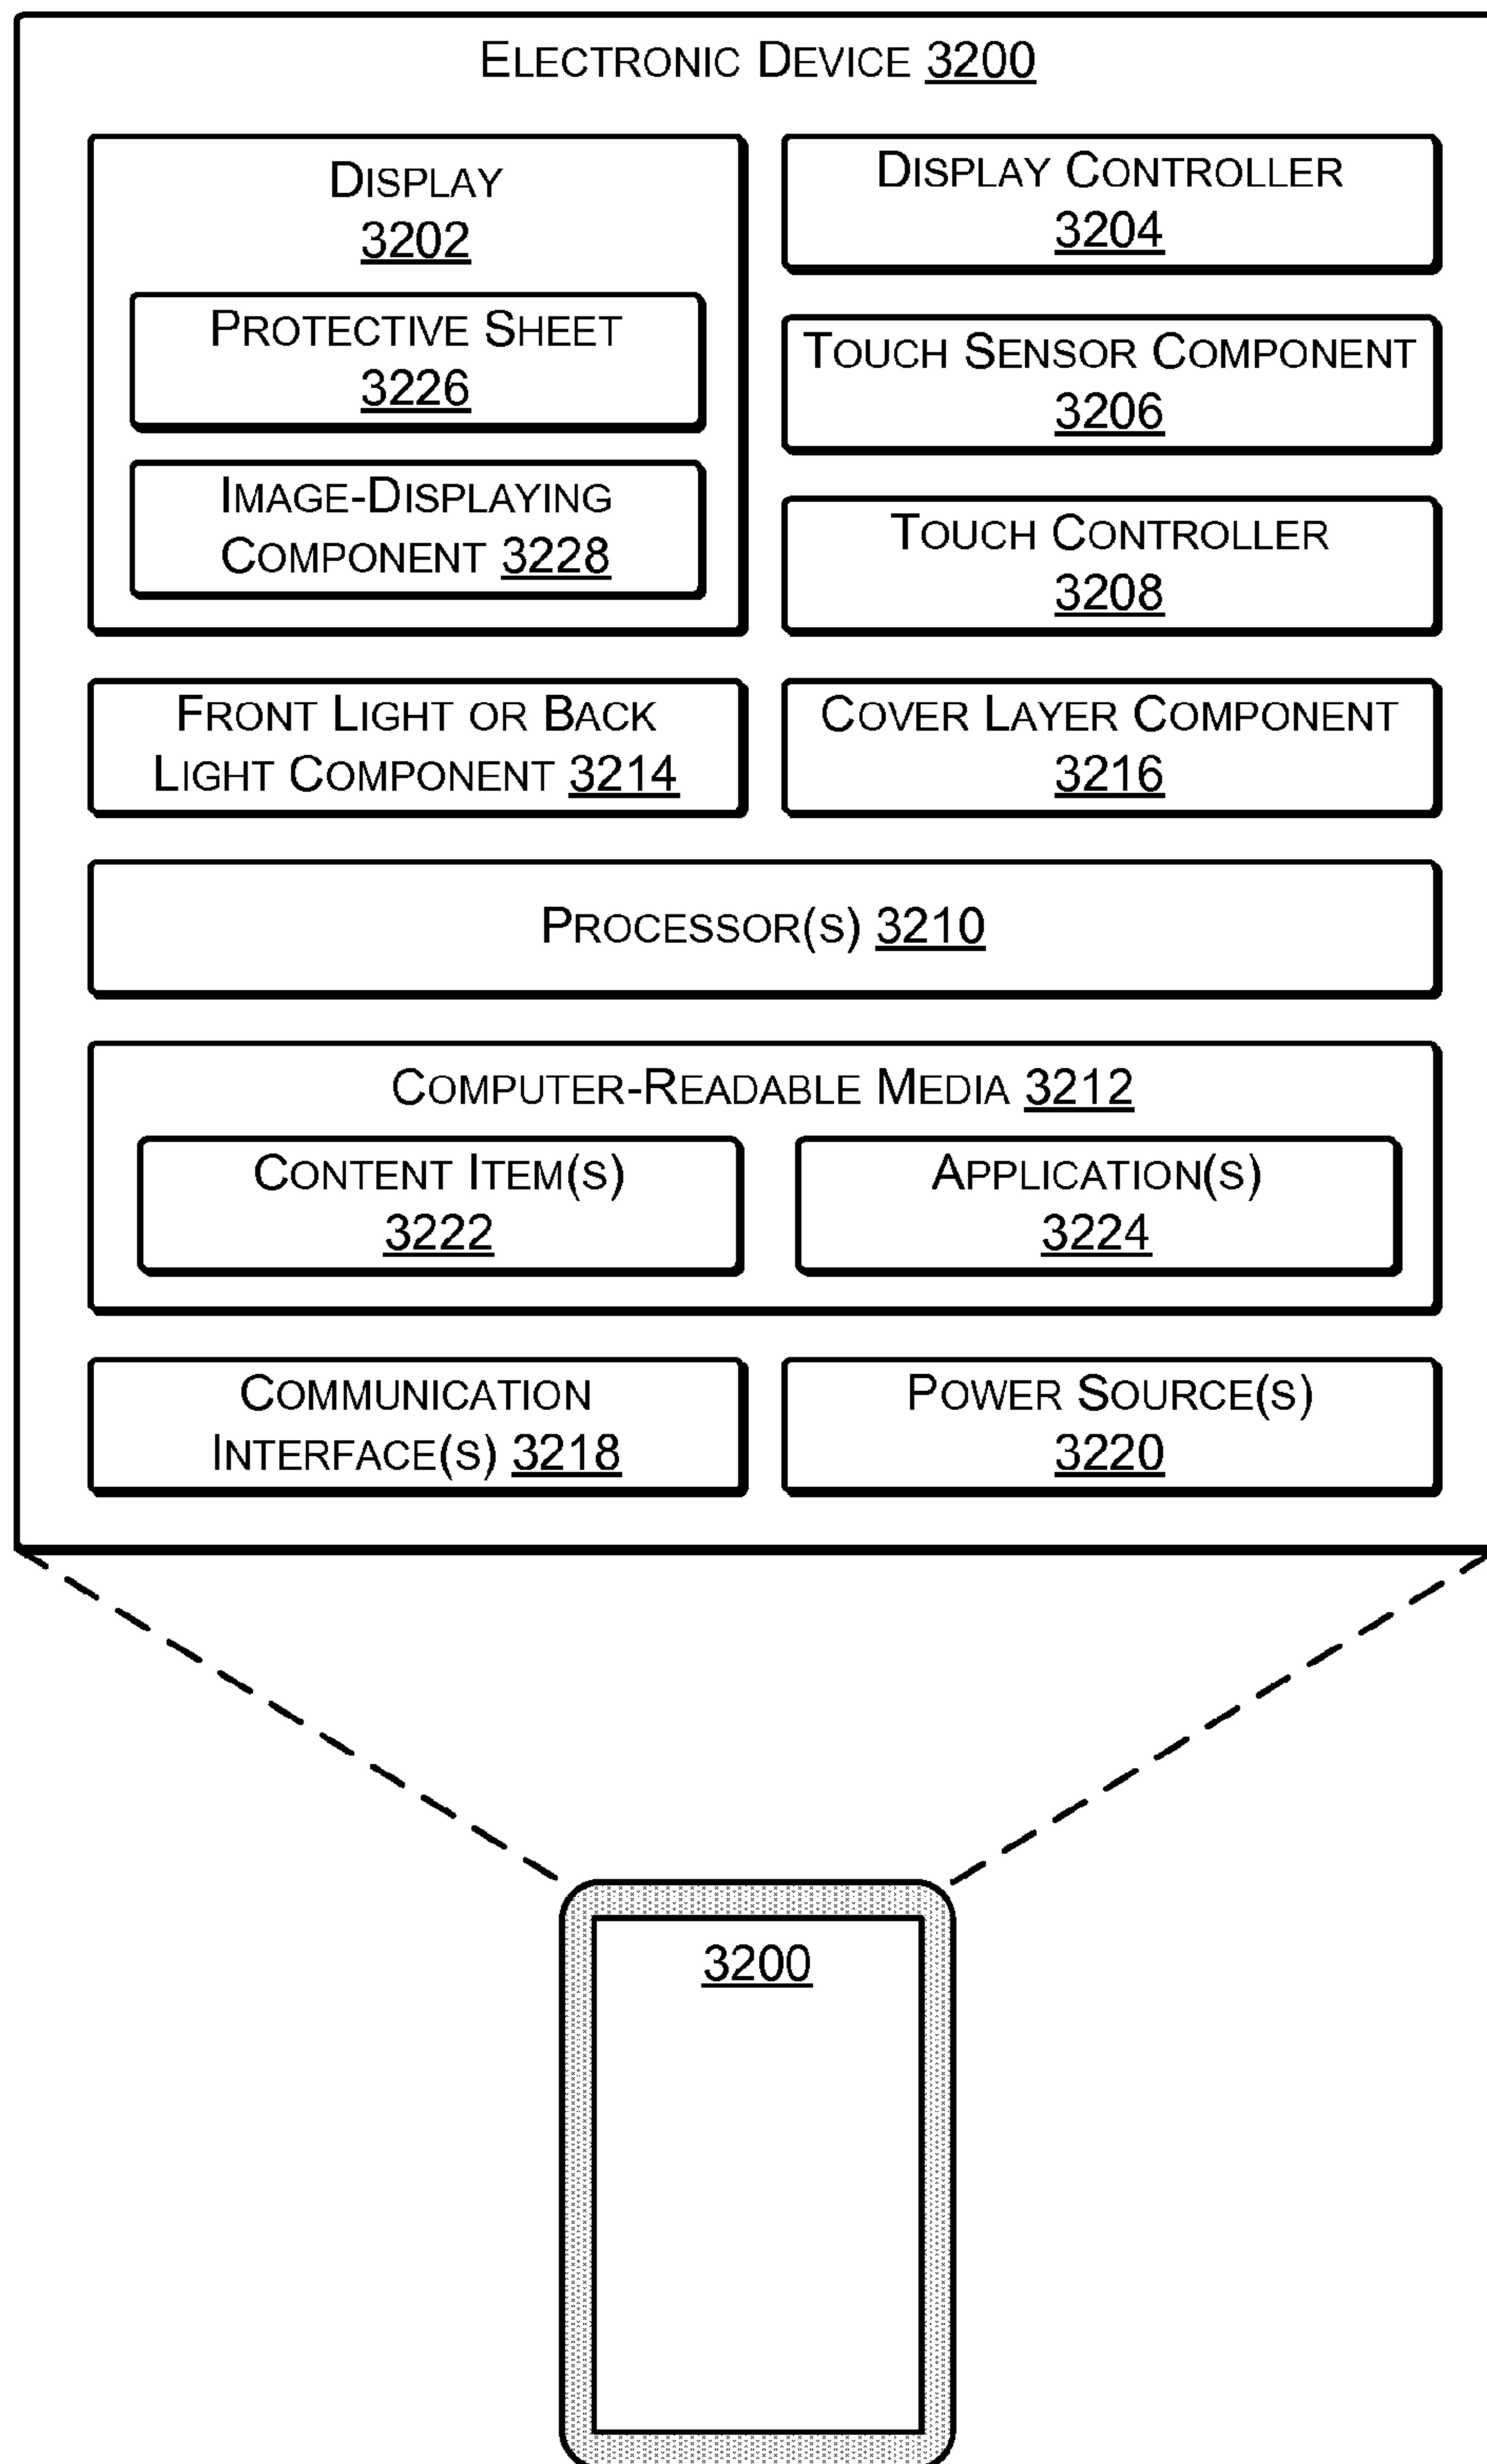 ELECTRONIC DEVICE 3200
DISPLAY
3202
PROTECTIVE SHEET
3226
IMAGE-DISPLAYING
COMPONENT 3228
DISPLAY CONTROLLER
3204
TOUCH SENSOR COMPONENT
3206
TOUCH CONTROLLER
3208
FRONT LIGHT OR BACK
LIGHT COMPONENT 3214
COVER LAYER COMPONENT
3216
PROCESSOR(S) 3210
COMPUTER-READABLE MEDIA 3212
CONTENT ITEM(S)
3222
APPLICATION(S)
3224
COMMUNICATION
INTERFACE(S) 3218
POWER SOURCE(S)
3220
3200